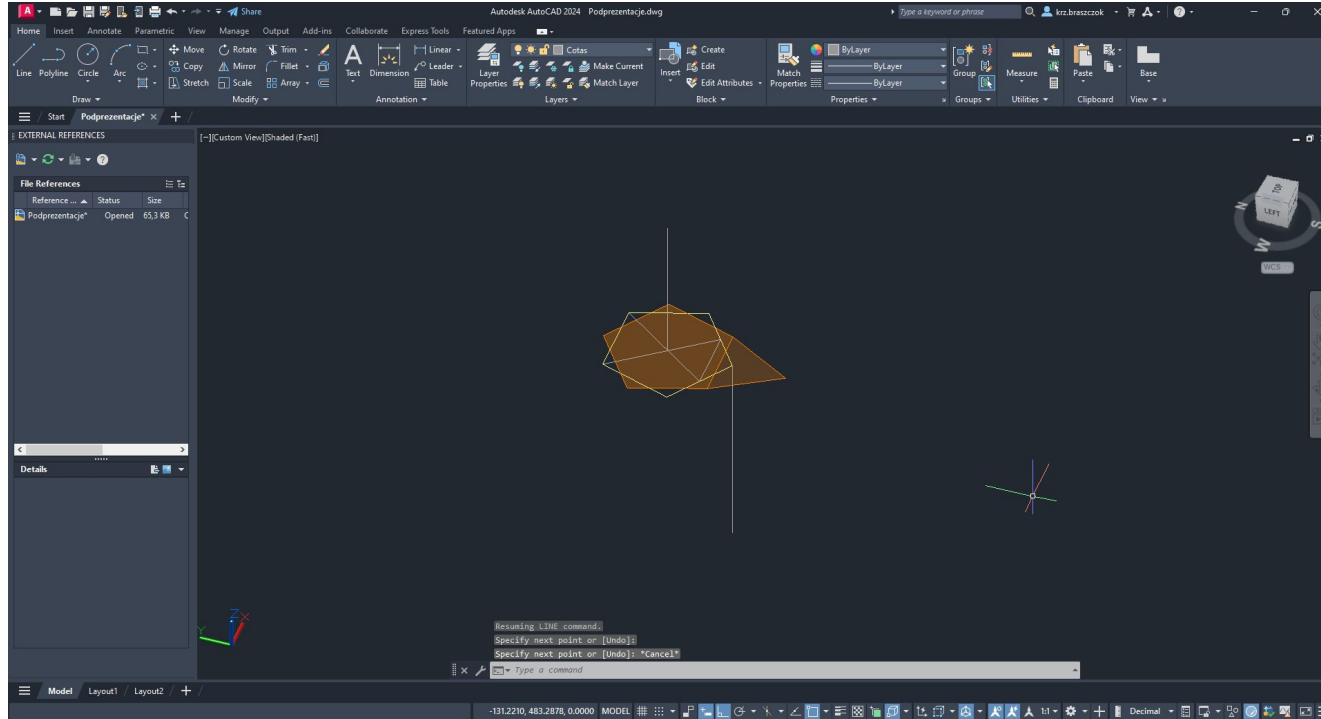 A Share Autodesk AutoCAD 2024 Podprezentacje.dwg Type a keyword or phrase krz.braszczok
Home Insert Annotate Parametric View Manage Output Add-ins Collaborate Express Tools Featured Apps
Line Polyline Circle Arc Move Rotate Trim Copy Mirror Fillet Stretch Scale Array
Text Dimension Linear Leader Table
Layer Properties Cotas Make Current Match Layer
Insert Create Edit Edit Attributes
Match Properties ByLayer ByLayer ByLayer
Group Measure Paste Base
Draw Modify Annotation Layers Block Properties Groups Utilities Clipboard View
Start Podprezentacje*
EXTERNAL REFERENCES
[−][Custom View][Shaded (Fast)]
File References
Reference ... Status Size
Podprezentacje* Opened 65,3 KB C
TOP
LEFT
N
S
W
WCS
Details
Z
X
Y
Resuming LINE command.
Specify next point or [Undo]:
Specify next point or [Undo]: *Cancel*
Type a command
Model Layout1 Layout2
-131.2210, 483.2878, 0.0000 MODEL 1:1 Decimal